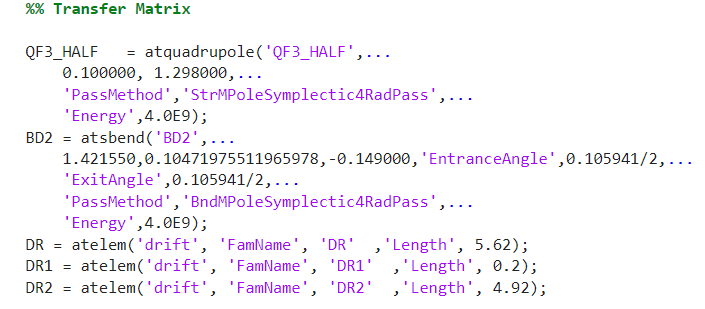 %% Transfer Matrix
QF3_HALF   = atquadrupole('QF3_HALF',...
    0.100000, 1.298000,...
    'PassMethod','StrMPoleSymplectic4RadPass',...
    'Energy',4.0E9);
BD2 = atsbend('BD2',...
    1.421550,0.10471975511965978,-0.149000,'EntranceAngle',0.105941/2,...
    'ExitAngle',0.105941/2,...
    'PassMethod','BndMPoleSymplectic4RadPass',...
    'Energy',4.0E9);
DR = atelem('drift', 'FamName', 'DR'  ,'Length', 5.62);
DR1 = atelem('drift', 'FamName', 'DR1'  ,'Length', 0.2);
DR2 = atelem('drift', 'FamName', 'DR2'  ,'Length', 4.92);